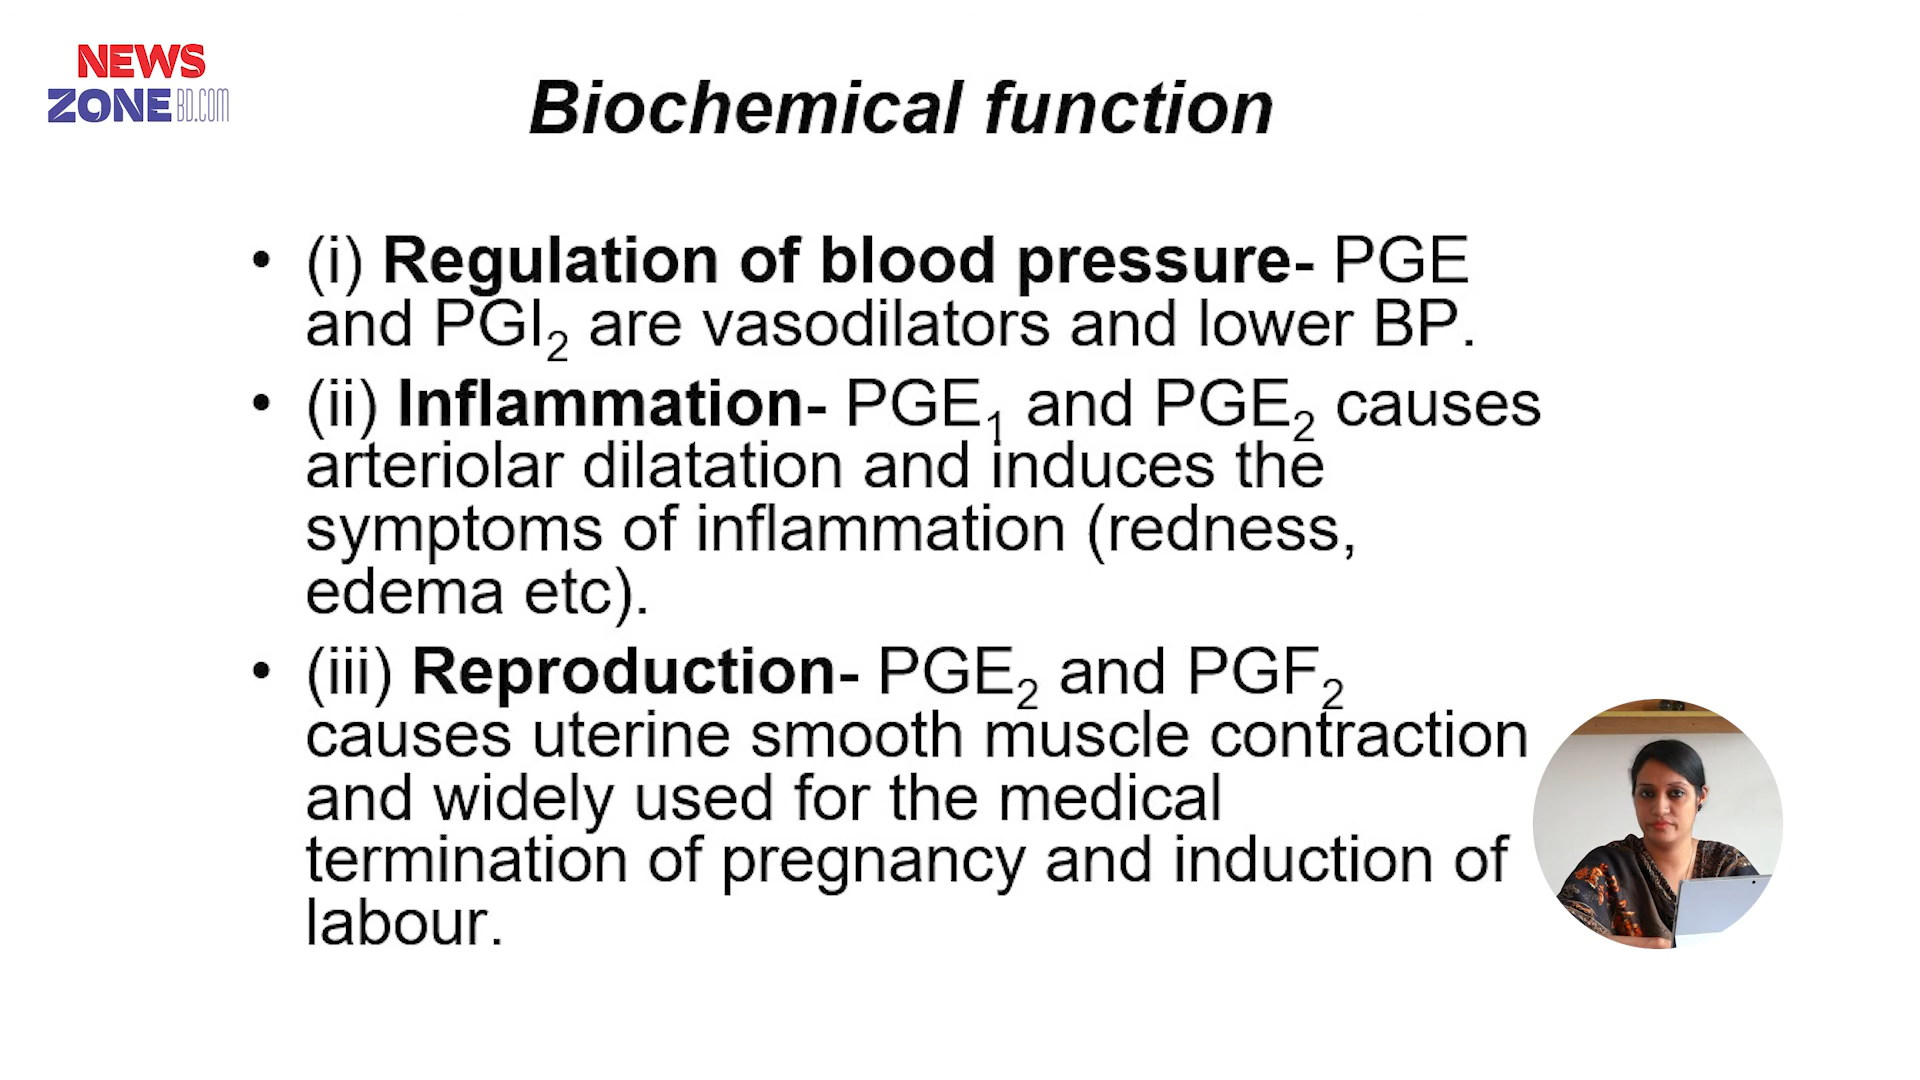 NEWS
ZONE BD.COM
Biochemical function
• (i) Regulation of blood pressure- PGE
and PGI₂ are vasodilators and lower BP.
• (ii) Inflammation- PGE₁ and PGE₂ causes
arteriolar dilatation and induces the
symptoms of inflammation (redness,
edema etc).
• (iii) Reproduction- PGE₂ and PGF₂
causes uterine smooth muscle contraction
and widely used for the medical
termination of pregnancy and induction of
labour.